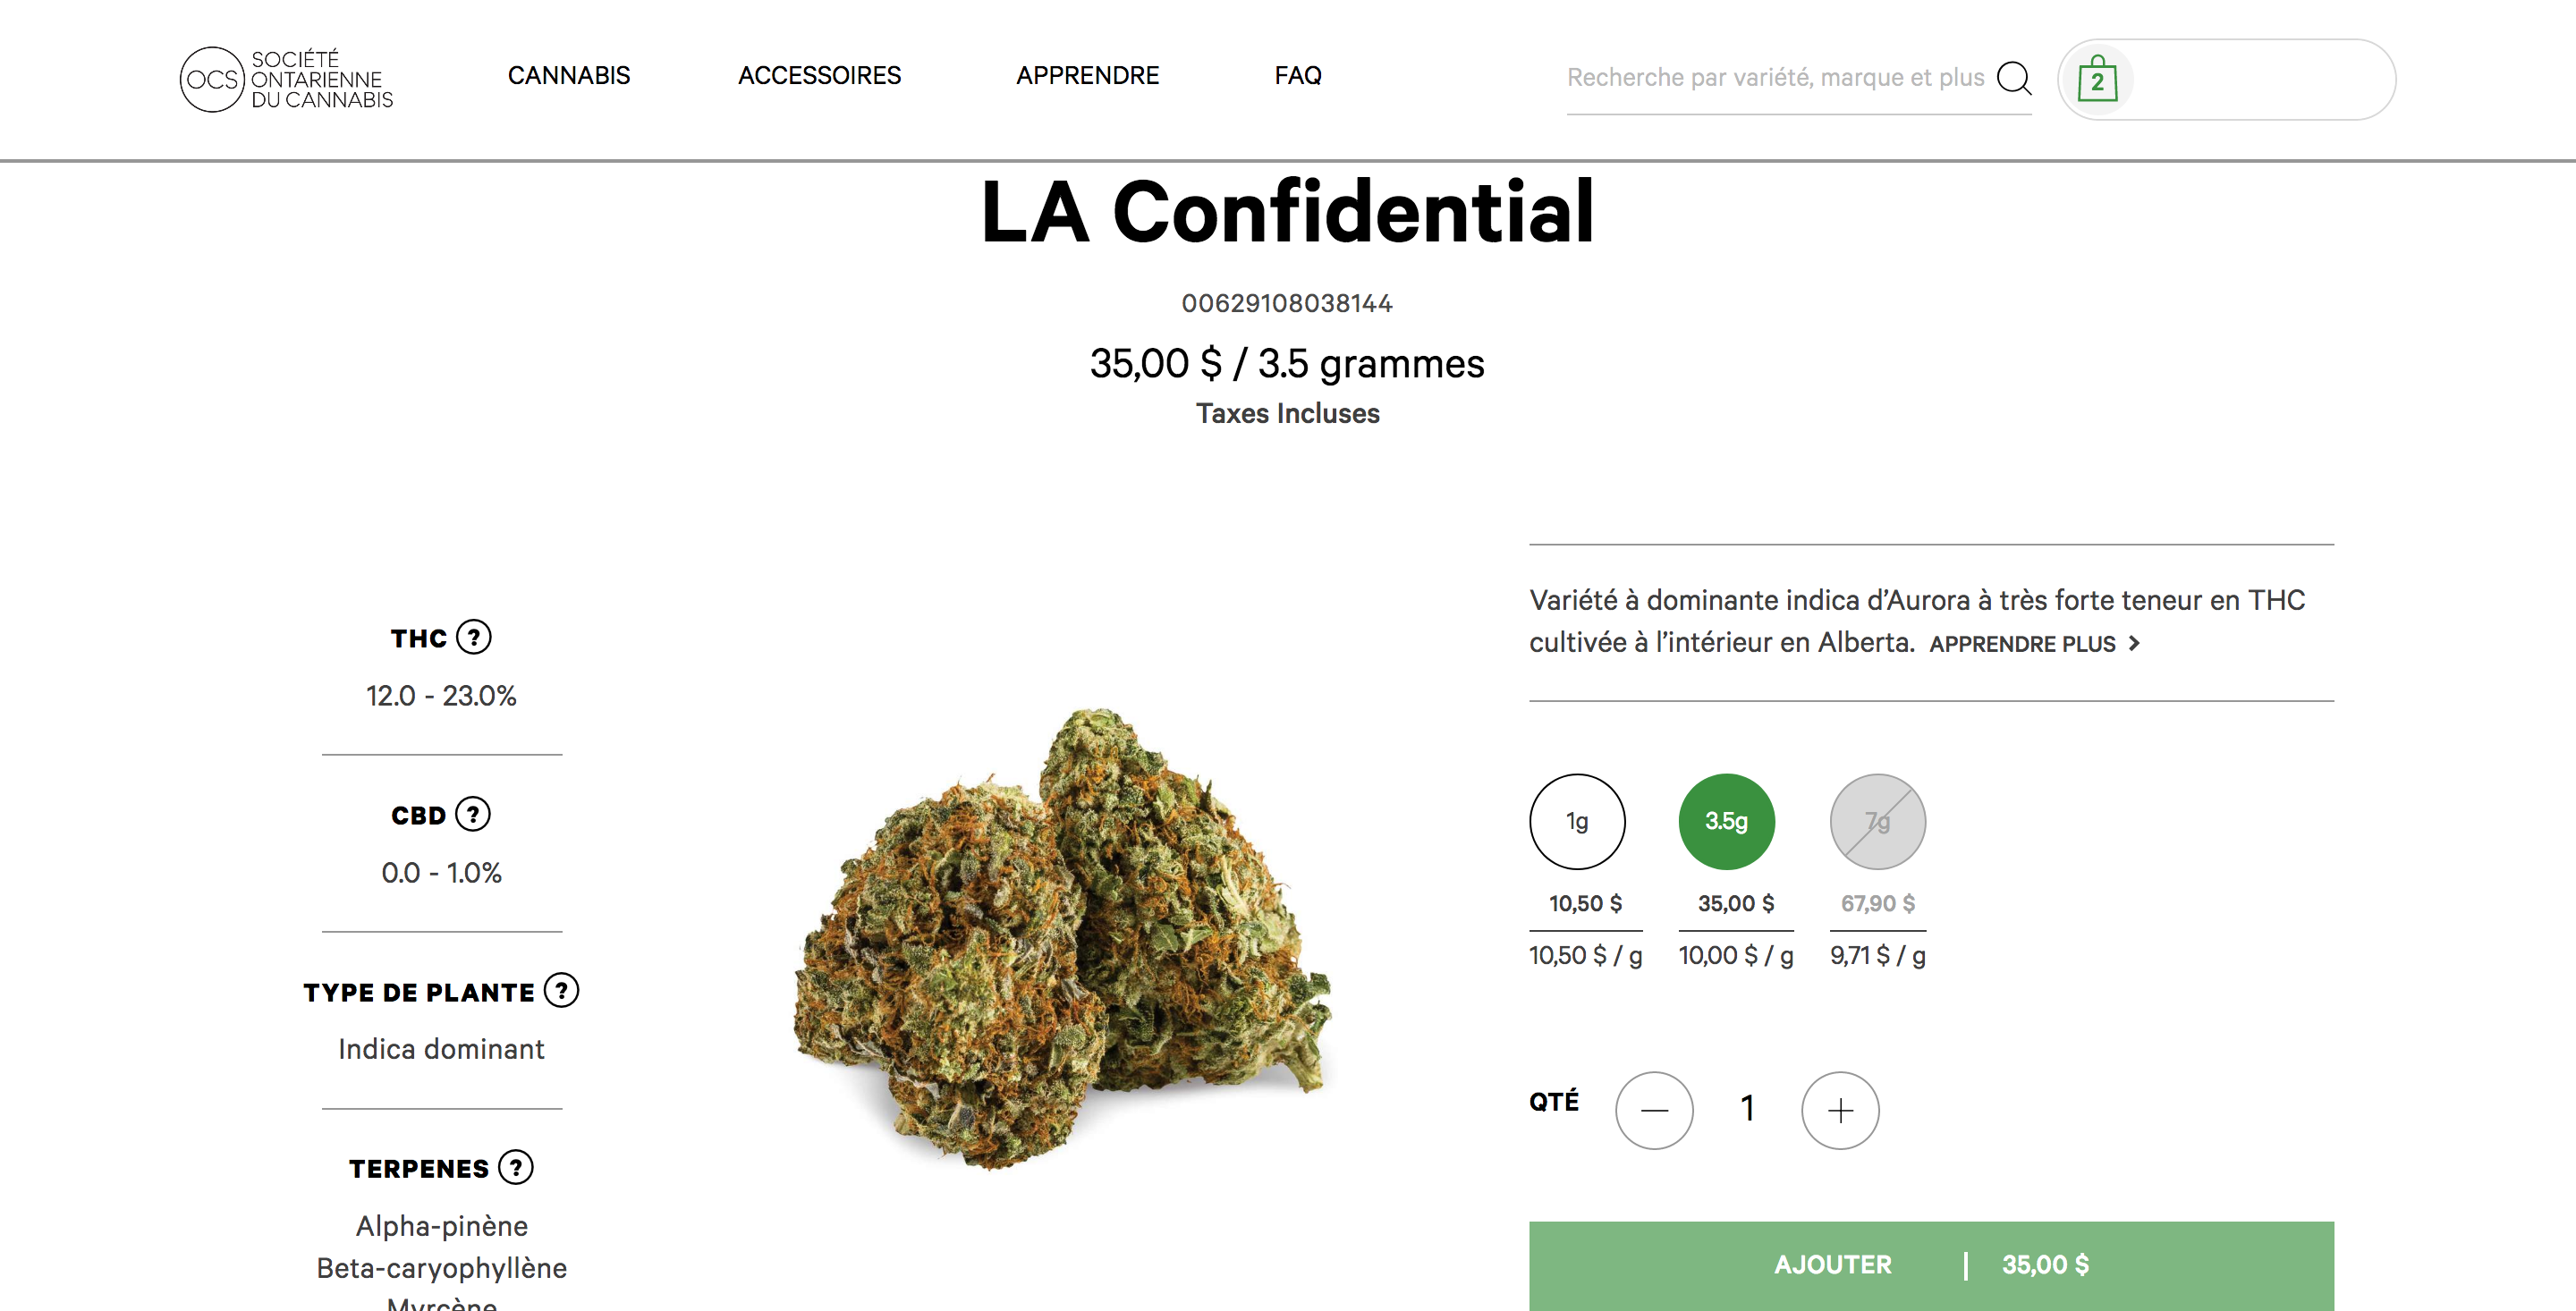 OCS
SOCIÉTÉ
ONTARIENNE
DU CANNABIS
CANNABIS
ACCESSOIRES
APPRENDRE
FAQ
Recherche par variété, marque et plus
2
LA Confidential
00629108038144
35,00 $ / 3.5 grammes
Taxes Incluses
THC ?
12.0 - 23.0%
CBD ?
0.0 - 1.0%
TYPE DE PLANTE ?
Indica dominant
TERPENES ?
Alpha-pinène
Beta-caryophyllène
Myrcène
Variété à dominante indica d’Aurora à très forte teneur en THC
cultivée à l’intérieur en Alberta. APPRENDRE PLUS >
1g
3.5g
7g
10,50 $
35,00 $
67,90 $
10,50 $ / g
10,00 $ / g
9,71 $ / g
QTÉ
1
AJOUTER | 35,00 $